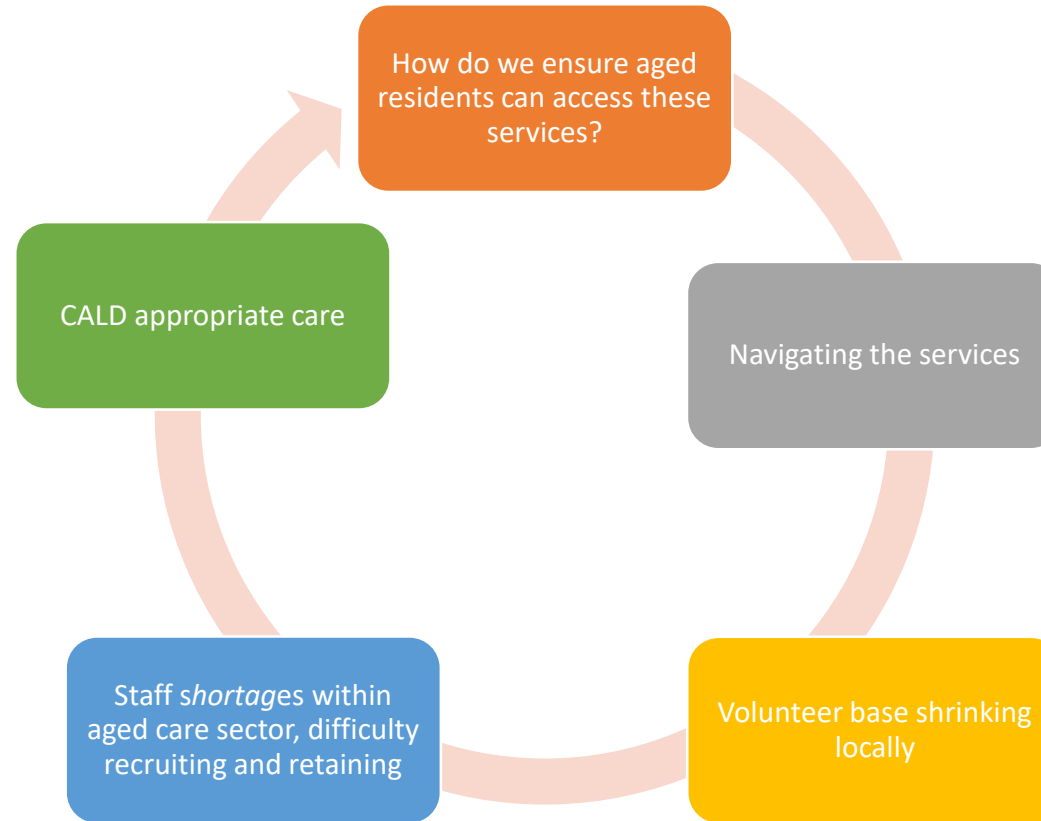 How do we ensure aged
residents can access these
services?
Navigating the services
Volunteer base shrinking
locally
Staff shortages within
aged care sector, difficulty
recruiting and retaining
CALD appropriate care